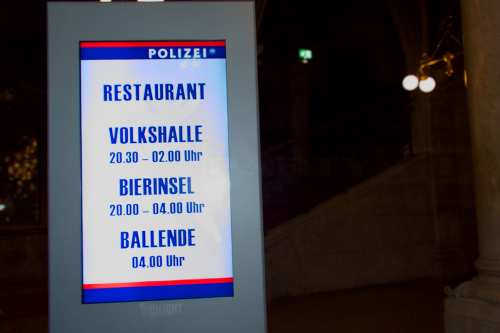 POLIZEI
RESTAURANT
VOLKSHALLE
20.30 – 02.00 Uhr
BIERINSEL
20.00 – 04.00 Uhr
BALLENDE
04.00 Uhr